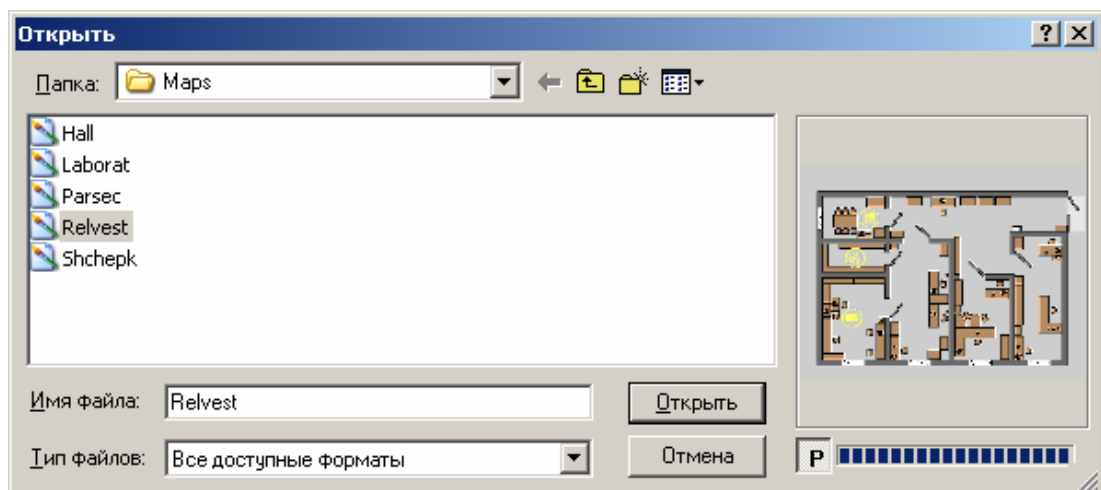 Открыть
Папка: Maps
Hall
Laborat
Parsec
Relvest
Shchepk
Имя файла: Relvest Открыть
Тип файлов: Все доступные форматы Отмена P